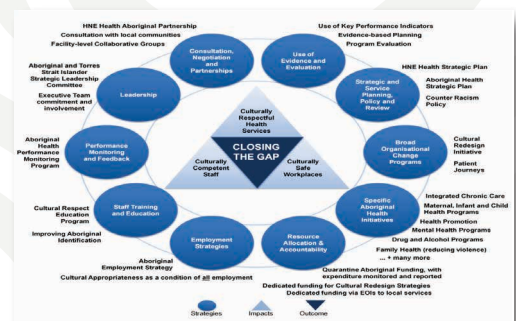 HNE Health Aboriginal Partnership
Consultation with local communities
Facility-level Collaborative Groups
Consultation,
Negotiation
and
Partnerships
Use of Key Performance Indicators
Evidence-based Planning
Program Evaluation
Use of
Evidence and
Evaluation
HNE Health Strategic Plan
Aboriginal Health
Strategic Plan
Counter Racism
Policy
Strategic and
Service
Planning,
Policy and
Review
Cultural
Redesign
Initiative
Patient
Journeys
Broad
Organisational
Change
Programs
Integrated Chronic Care
Maternal, Infant and Child
Health Programs
Health Promotion
Mental Health Programs
Drug and Alcohol Programs
Family Health (reducing violence)
... + many more
Specific
Aboriginal
Health
Initiatives
Quarantine Aboriginal Funding, with
expenditure monitored and reported
Dedicated funding for Cultural Redesign Strategies
Dedicated funding via EOIs to local services
Resource
Allocation &
Accountability
Employment
Strategies
Aboriginal
Employment Strategy
Cultural Appropriateness as a condition of all employment
Staff Training
and Education
Cultural Respect
Education
Program
Improving Aboriginal
Identification
Performance
Monitoring
and Feedback
Aboriginal
Health
Performance
Monitoring
Program
Leadership
Aboriginal and Torres
Strait Islander
Strategic Leadership
Committee
Executive Team
commitment and
involvement
Culturally
Respectful
Health
Services
CLOSING
THE GAP
Culturally
Competent
Staff
Culturally
Safe
Workplaces
Strategies
Impacts
Outcome